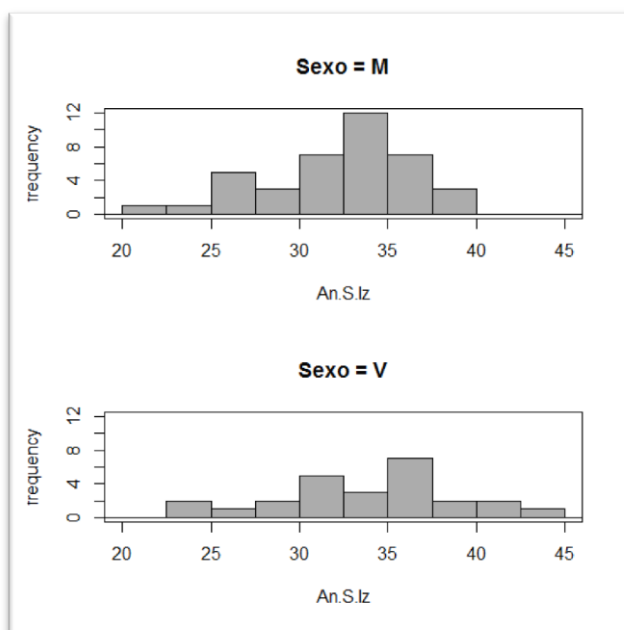 Sexo = M
frequency
12
8
4
0
20 25 30 35 40 45
An.S.Iz
Sexo = V
frequency
12
8
4
0
20 25 30 35 40 45
An.S.Iz